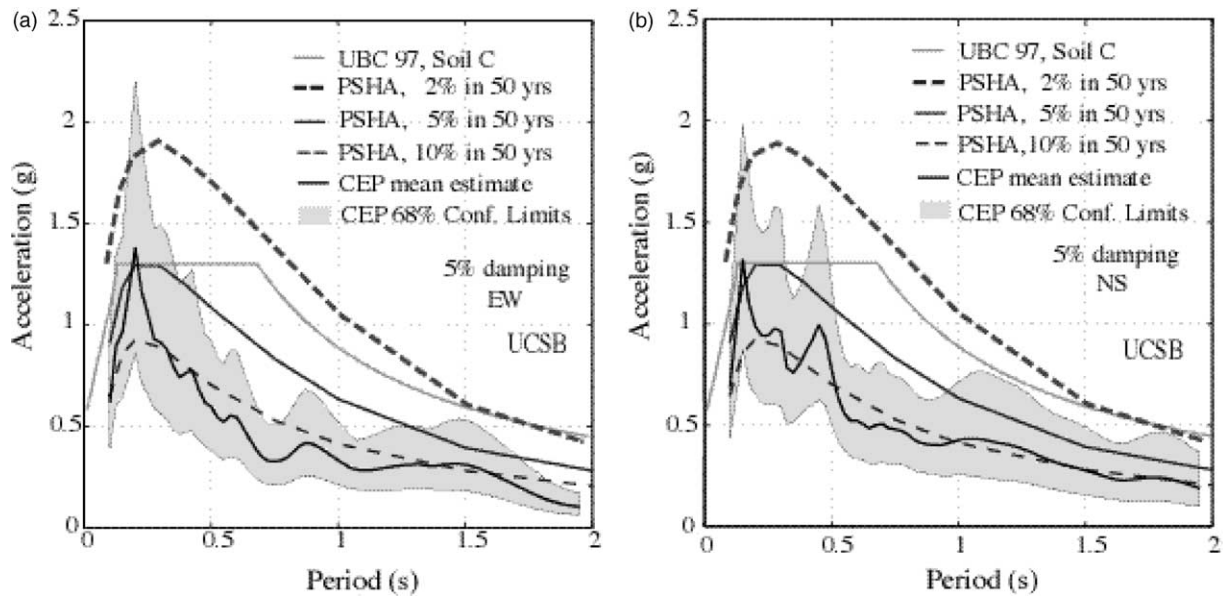 (a)
2.5
2
1.5
1
0.5
0
Acceleration (g)
UBC 97, Soil C
PSHA, 2% in 50 yrs
PSHA, 5% in 50 yrs
PSHA, 10% in 50 yrs
CEP mean estimate
CEP 68% Conf. Limits
5% damping
EW
UCSB
0 0.5 1 1.5 2
Period (s)
(b)
2.5
2
1.5
1
0.5
0
Acceleration (g)
UBC 97, Soil C
PSHA, 2% in 50 yrs
PSHA, 5% in 50 yrs
PSHA,10% in 50 yrs
CEP mean estimate
CEP 68% Conf. Limits
5% damping
NS
UCSB
0 0.5 1 1.5 2
Period (s)